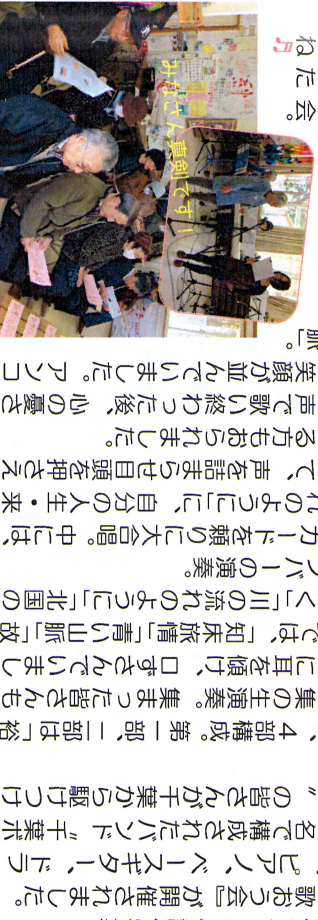 歌おう会』が開催されました。
、ピアノ、ベースギター、ドラ
名で構成されたバンド〝千葉ポ
〟の皆さんが千葉から駆けつけ
、4部構成。第一部、二部は「裕
集の生演奏。集まった皆さんも
に耳を傾け、口ずさんでいまし
では、「知床旅情」「青い山脈」「故
く」「川の流れのように」「北国の
ンバーの演奏。
カードを頼りに大合唱。中には、
れのように」に、自分の人生・来
て、声を詰まらせ目頭を押さえ
る方もおられました。
声で歌い終わった後、心の憂さ
笑顔が並んでいました。アンコ
脈」。
ねた会。
みなさん真剣です!